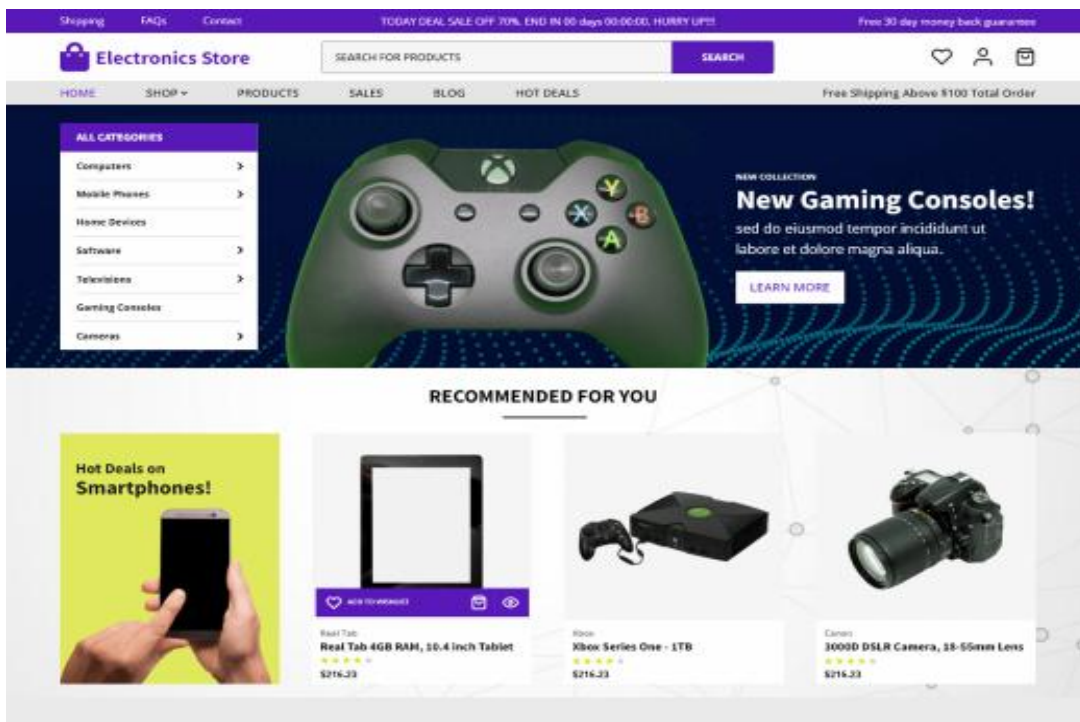 Shipping FAQs Contact TODAY DEAL SALE OFF 70%. END IN 00 days 00:00:00. HURRY UP!!! Free 30 day money back guarantee
Electronics Store SEARCH FOR PRODUCTS SEARCH
HOME SHOP PRODUCTS SALES BLOG HOT DEALS Free Shipping Above $100 Total Order
ALL CATEGORIES
Computers
Mobile Phones
Home Devices
Software
Televisions
Gaming Consoles
Cameras
Y
X B
A
NEW COLLECTION
New Gaming Consoles!
sed do eiusmod tempor incididunt ut
labore et dolore magna aliqua.
LEARN MORE
RECOMMENDED FOR YOU
Hot Deals on
Smartphones!
ADD TO WISHLIST
Real Tab
Real Tab 4GB RAM, 10.4 inch Tablet
$216.23
Xbox
Xbox Series One - 1TB
$216.23
Canon
3000D DSLR Camera, 18-55mm Lens
$216.23